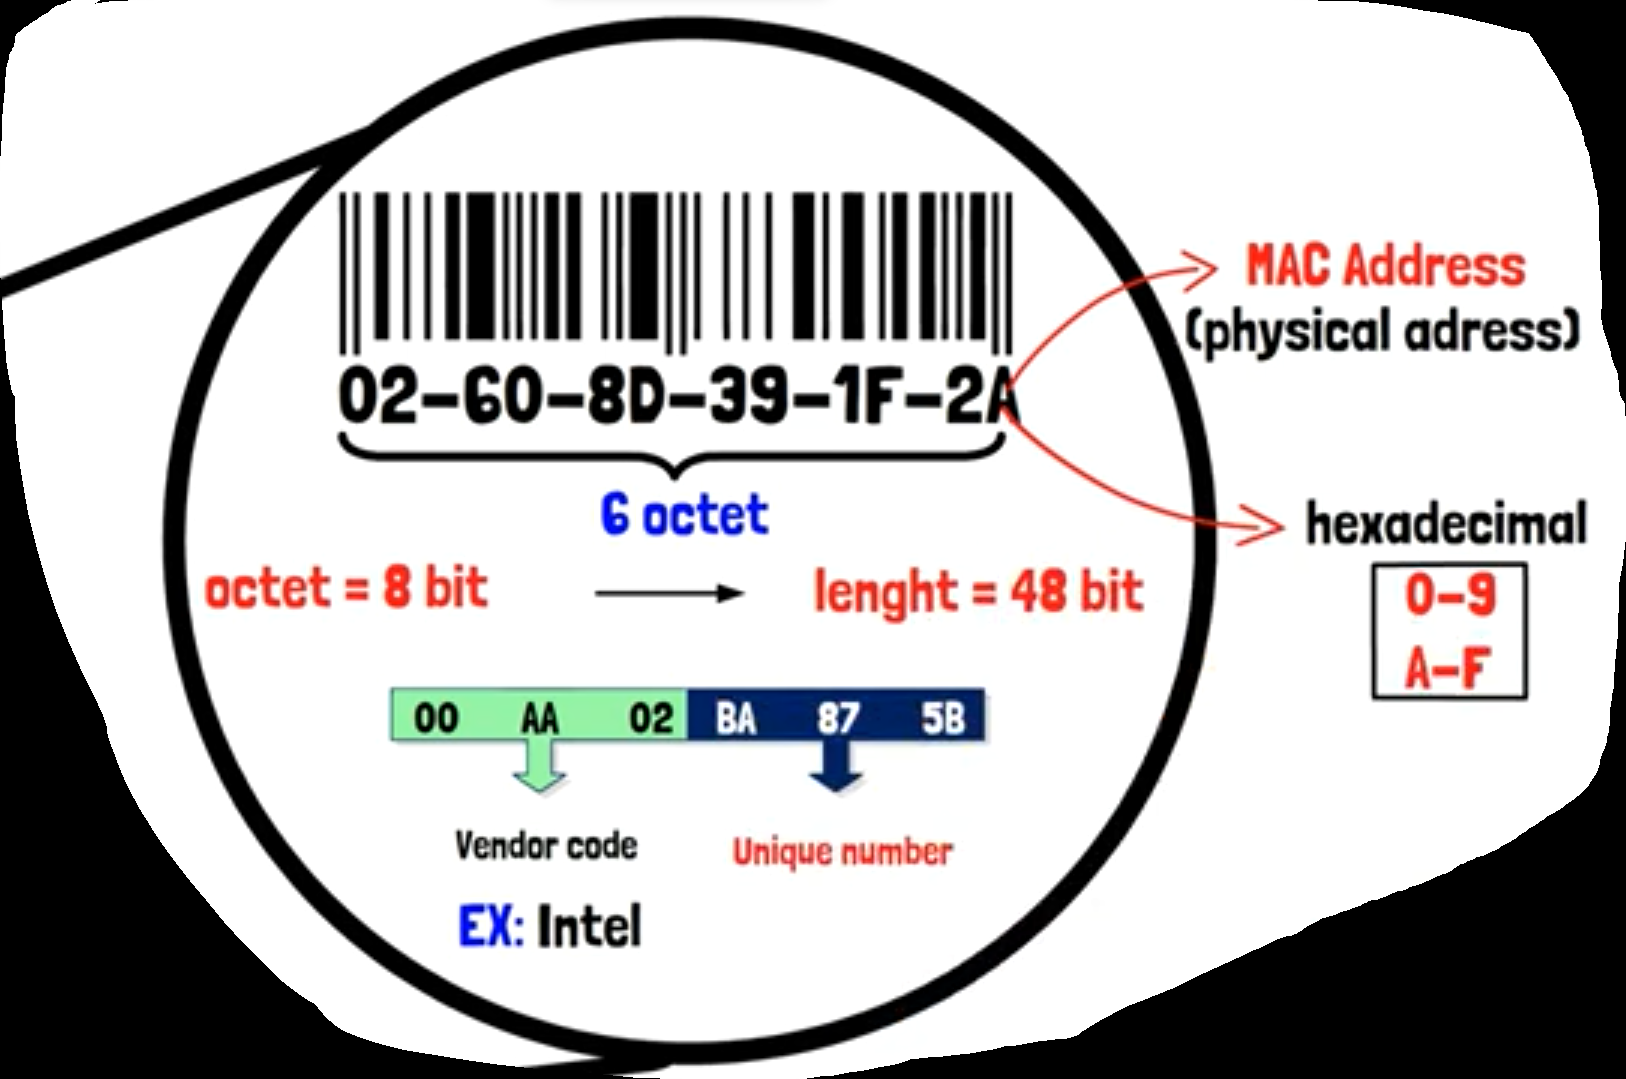 02-60-8D-39-1F-2A
MAC Address
(physical adress)
6 octet
hexadecimal
0-9
A-F
octet = 8 bit
lenght = 48 bit
00 AA 02 BA 87 5B
Vendor code
Unique number
EX: Intel